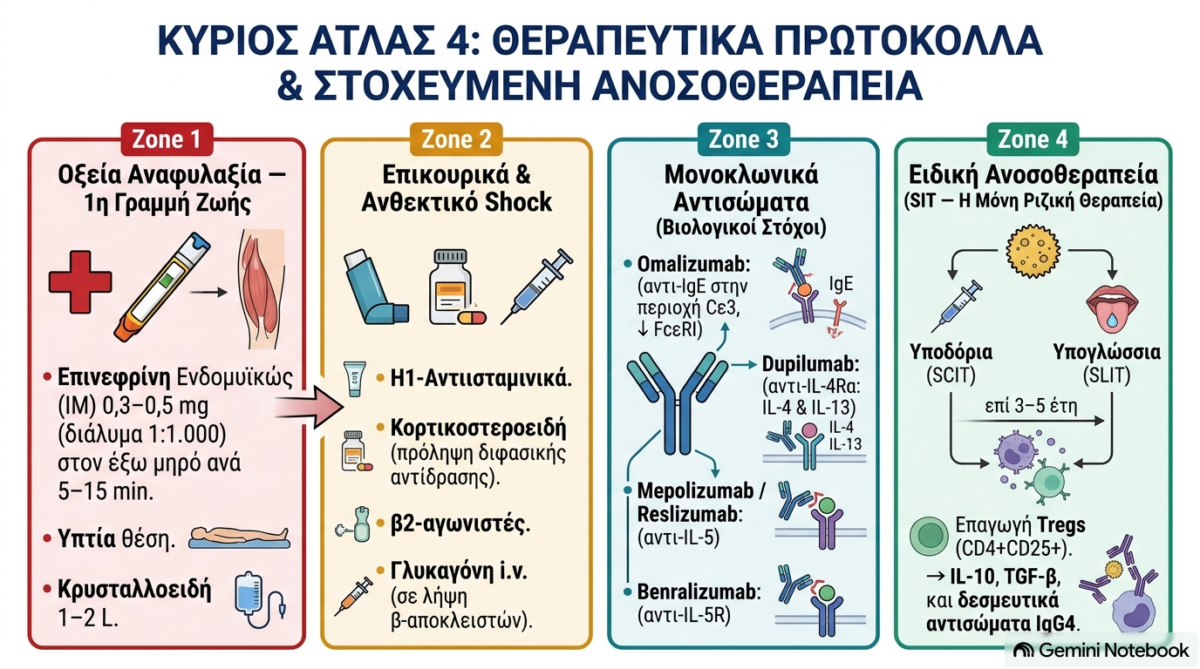 ΚΥΡΙΟΣ ΑΤΛΑΣ 4: ΘΕΡΑΠΕΥΤΙΚΑ ΠΡΩΤΟΚΟΛΛΑ
& ΣΤΟΧΕΥΜΕΝΗ ΑΝΟΣΟΘΕΡΑΠΕΙΑ
Zone 1
Οξεία Αναφυλαξία —
1η Γραμμή Ζωής
• Επινεφρίνη Ενδομυϊκώς
(IM) 0,3–0,5 mg
(διάλυμα 1:1.000)
στον έξω μηρό ανά
5–15 min.
• Υπτία θέση.
• Κρυσταλλοειδή
1–2 L.
Zone 2
Επικουρικά &
Ανθεκτικό Shock
• H1-Αντιισταμινικά.
• Κορτικοστεροειδή
(πρόληψη διφασικής
αντίδρασης).
• β2-αγωνιστές.
• Γλυκαγόνη i.v.
(σε λήψη
β-αποκλειστών).
Zone 3
Μονοκλωνικά
Αντισώματα
(Βιολογικοί Στόχοι)
• Omalizumab:
(αντι-IgE στην
περιοχή Cε3,
↓ FcεRI)
IgE
Dupilumab:
(αντι-IL-4Rα:
IL-4 & IL-13)
IL-4
IL-13
• Mepolizumab /
Reslizumab:
(αντι-IL-5)
• Benralizumab:
(αντι-IL-5R)
Zone 4
Ειδική Ανοσοθεραπεία
(SIT — Η Μόνη Ριζική Θεραπεία)
Υποδόρια
(SCIT)
Υπογλώσσια
(SLIT)
επί 3–5 έτη
Επαγωγή Tregs
(CD4+CD25+).
→ IL-10, TGF-β,
και δεσμευτικά
αντισώματα IqG4.
Gemini Notebook